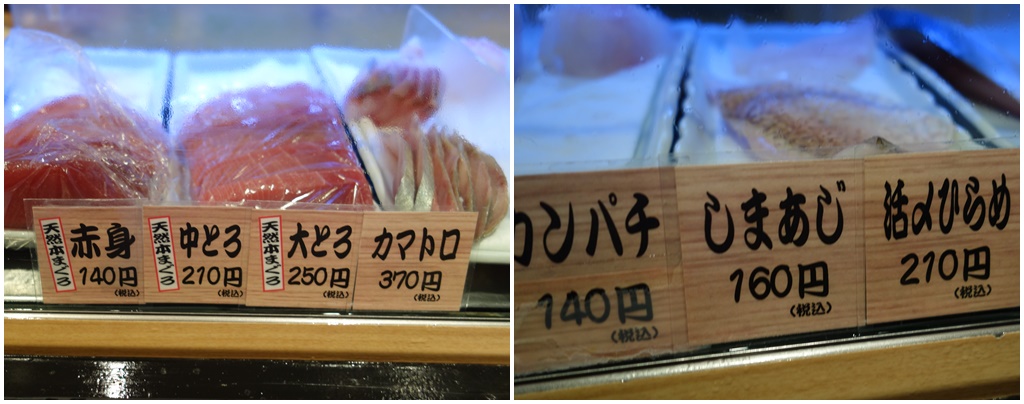 天然本まぐろ
赤身
140円
(税込)
天然本まぐろ
中とろ
210円
(税込)
天然本まぐろ
大とろ
250円
(税込)
カマトロ
370円
(税込)
カンパチ
140円
(税込)
しまあじ
160円
(税込)
活〆ひらめ
210円
(税込)